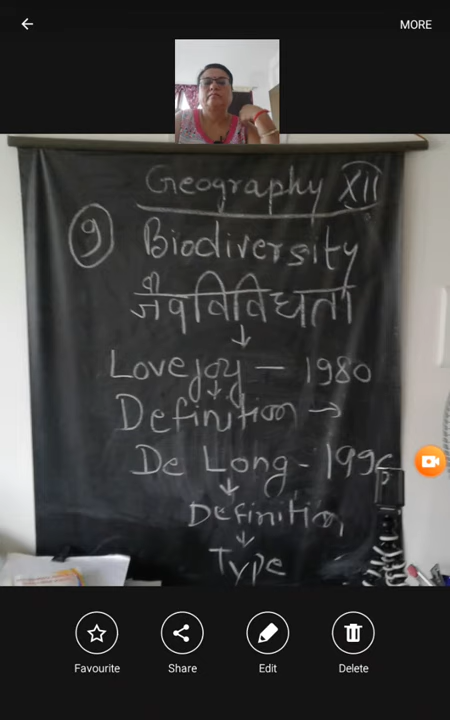 MORE
Geography XII
9 Biodiversity
जैवविविधता
↓
Lovejoy — 1980
↓
Definition →
De Long - 1996
↓
Definition
↓
Type
Favourite Share Edit Delete